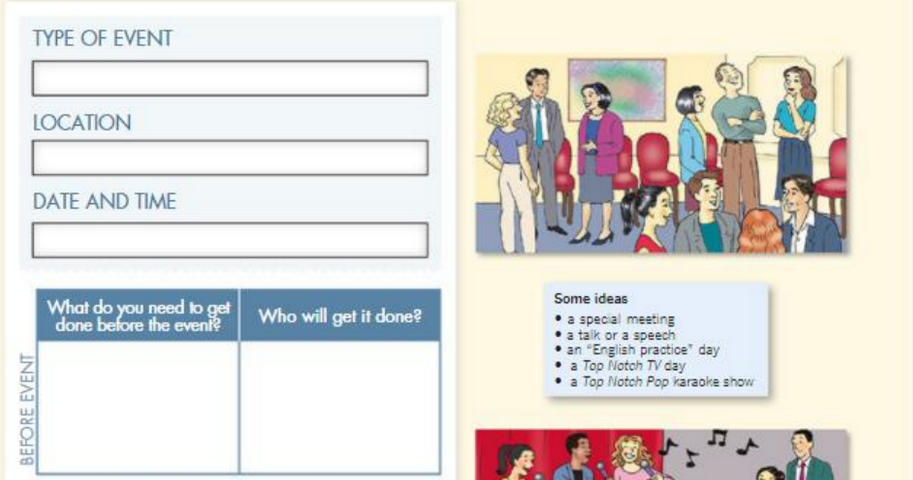 TYPE OF EVENT
LOCATION
DATE AND TIME
What do you need to get
done before the event?
Who will get it done?
BEFORE EVENT
Some ideas
• a special meeting
• a talk or a speech
• an “English practice” day
• a Top Notch TV day
• a Top Notch Pop karaoke show